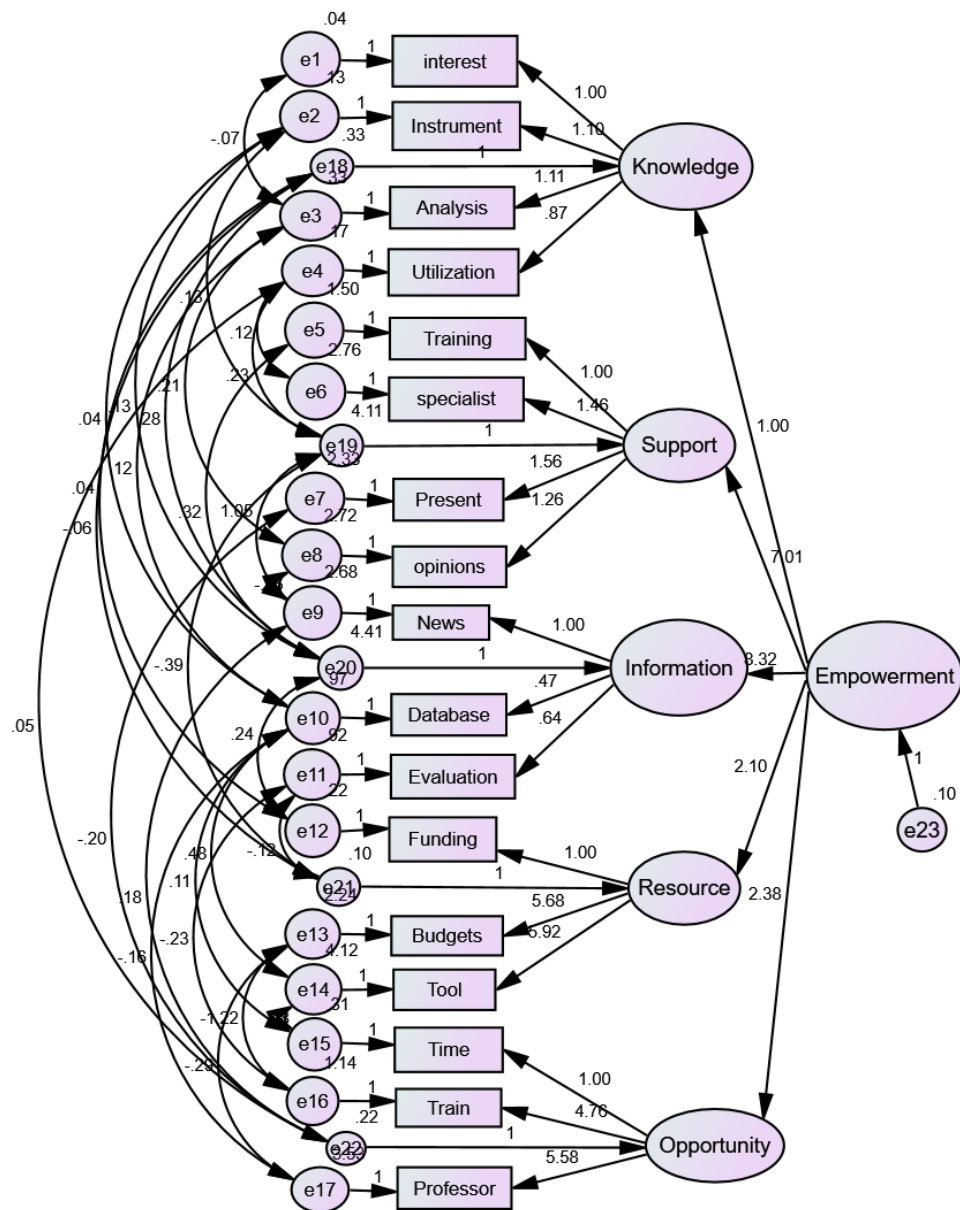 .04
e1 1 interest
.13
1.00
e2 1 Instrument
1.10
-.07
.33
e18 1 Knowledge
.33
1.11
e3 1 Analysis
.87
.17
e4 1 Utilization
1.50
.13
e5 1 Training
.12
2.76
1.00
.21
.23
e6 1 specialist
1.46
4.11
.04
.13
.28
1.00
e19 1 Support
2.33
1.56
.12
.04
e7 1 Present
1.26
1.05
.32
2.72
-.06
e8 1 opinions
7.01
2.68
e9 1 News
1.00
4.41
-.39
e20 1 Information
.97
.47
Empowerment
e10 1 Database
.64
.05
.24
.92
e11 1 Evaluation
2.10
1
.22
.10
e12 1 Funding
e23
-.20
.48
-.12
.10
1.00
.11
e21 1 Resource
2.24
2.38
.18
5.68
e13 1 Budgets
5.92
-.23
4.12
-.16
e14 1 Tool
.31
-1.22
e15 1 Time
1.14
-.29
1.00
e16 1 Train
4.76
.22
e22 1 Opportunity
5.58
e17 1 Professor